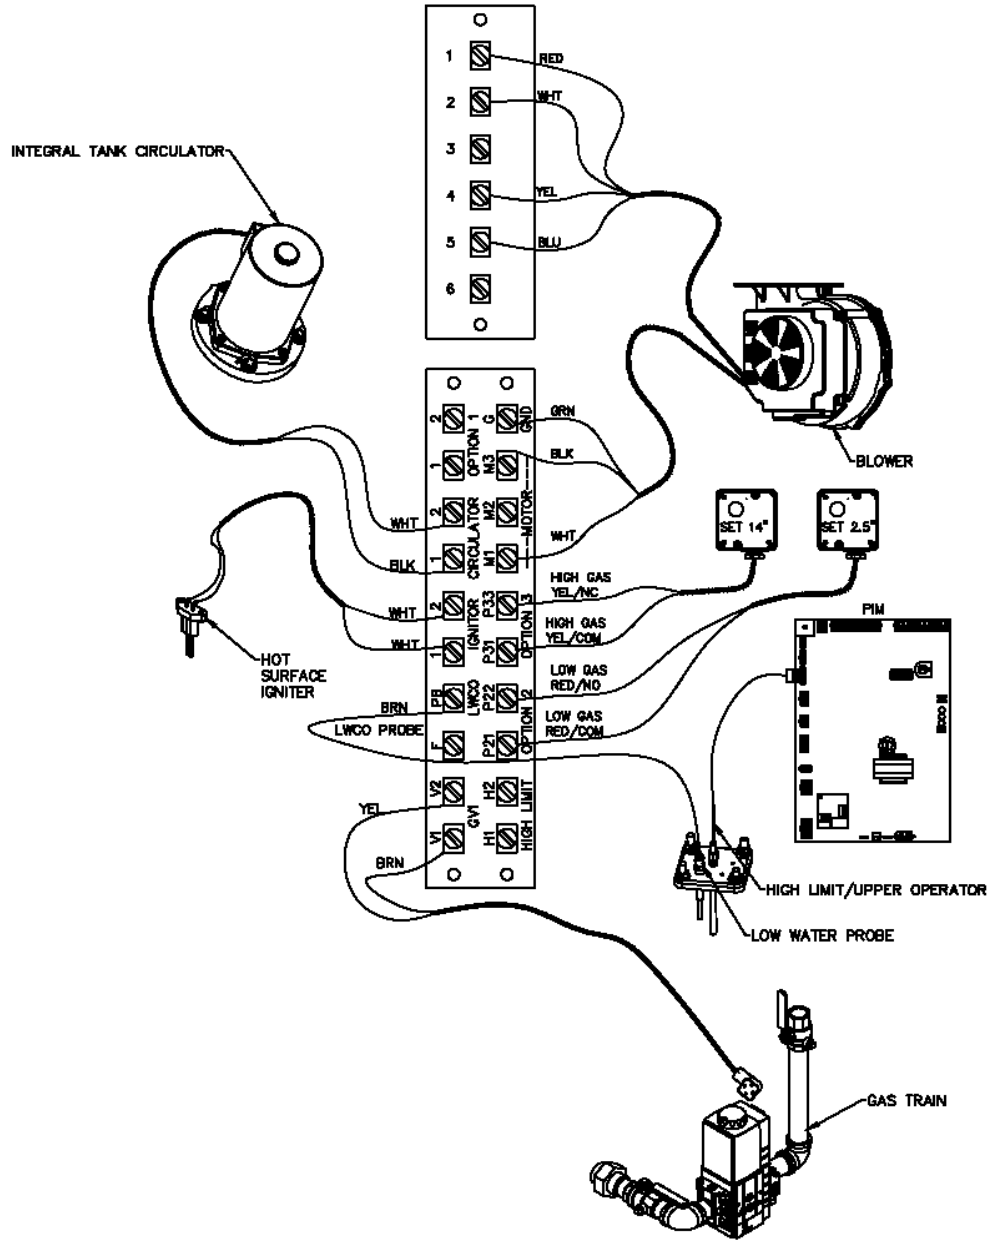 INTEGRAL TANK CIRCULATOR
1
2
3
4
5
6
RED
WHT
YEL
BLU
BLOWER
2
1
OPTION 1
G
GND
M3
M2
M1
MOTOR
GRN
BLK
WHT
2
1
CIRCULATOR
WHT
BLK
2
1
IGNITOR
WHT
WHT
P33
P31
OPTION 3
HIGH GAS
YEL/NC
HIGH GAS
YEL/COM
SET 14"
SET 2.5"
PIM
HOT
SURFACE
IGNITER
PB
F
LWCO
BRN
LWCO PROBE
P22
P21
OPTION 2
LOW GAS
RED/NO
LOW GAS
RED/COM
V2
V1
GV1
YEL
BRN
H2
H1
HIGH LIMIT
HIGH LIMIT/UPPER OPERATOR
LOW WATER PROBE
GAS TRAIN